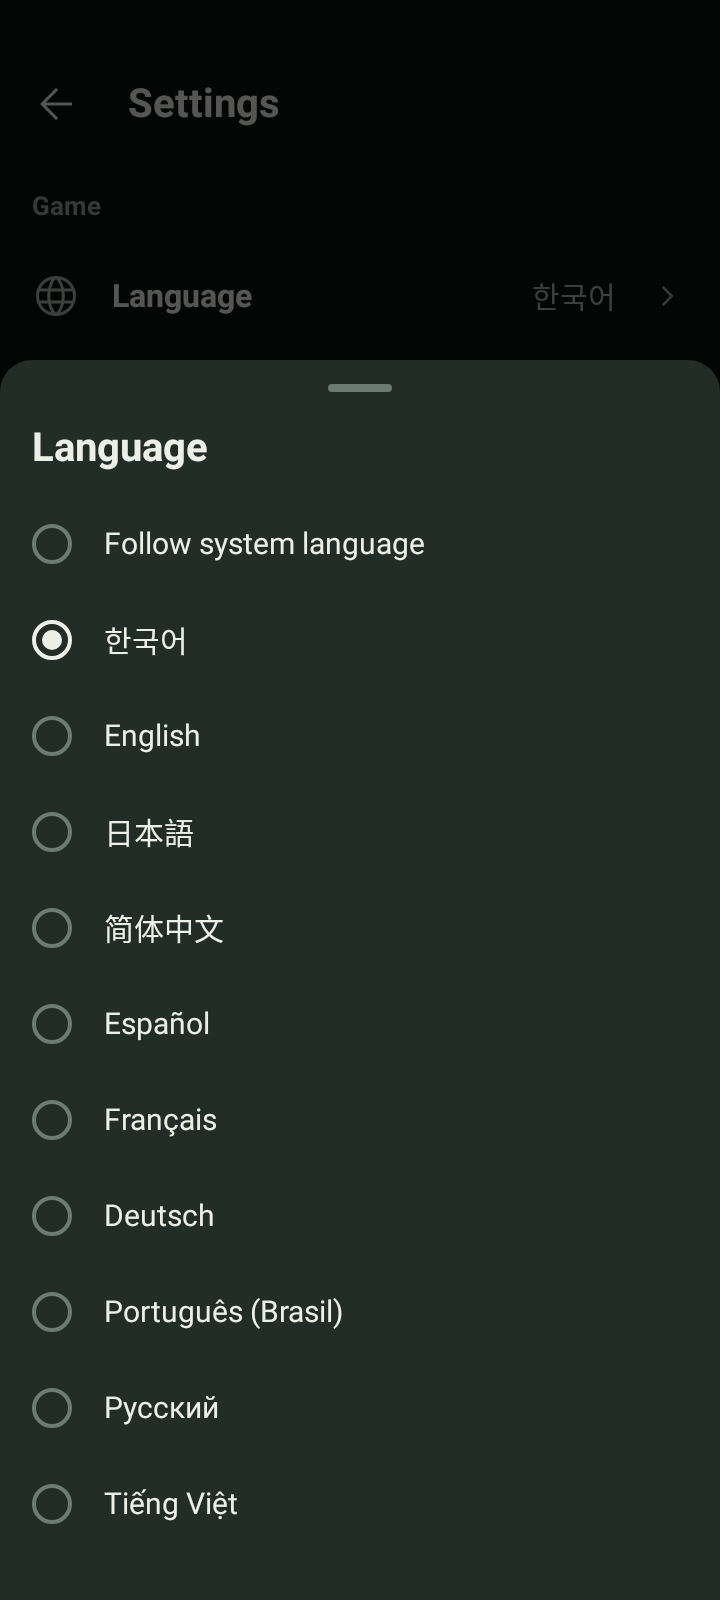 Settings
Game
Language 한국어
Language
Follow system language
한국어
English
日本語
简体中文
Español
Français
Deutsch
Português (Brasil)
Русский
Tiếng Việt